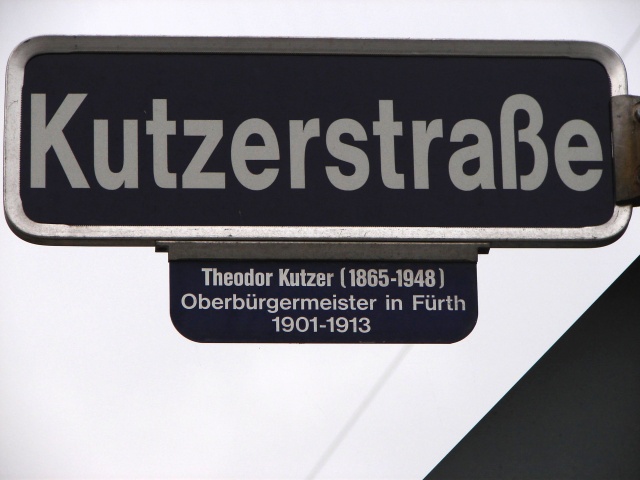 Kutzerstraße
Theodor Kutzer (1865-1948)
Oberbürgermeister in Fürth
1901-1913